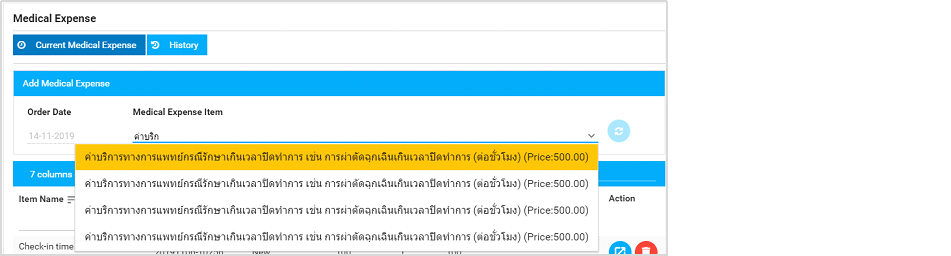 Medical Expense
Current Medical Expense History
Add Medical Expense
Order Date Medical Expense Item
14-11-2019 ค่าบริก
ค่าบริการทางการแพทย์กรณีรักษาเกินเวลาปิดทำการ เช่น การผ่าตัดฉุกเฉินเกินเวลาปิดทำการ (ต่อชั่วโมง) (Price:500.00)
7 columns
ค่าบริการทางการแพทย์กรณีรักษาเกินเวลาปิดทำการ เช่น การผ่าตัดฉุกเฉินเกินเวลาปิดทำการ (ต่อชั่วโมง) (Price:500.00)
Item Name Action
ค่าบริการทางการแพทย์กรณีรักษาเกินเวลาปิดทำการ เช่น การผ่าตัดฉุกเฉินเกินเวลาปิดทำการ (ต่อชั่วโมง) (Price:500.00)
ค่าบริการทางการแพทย์กรณีรักษาเกินเวลาปิดทำการ เช่น การผ่าตัดฉุกเฉินเกินเวลาปิดทำการ (ต่อชั่วโมง) (Price:500.00)
Check-in time